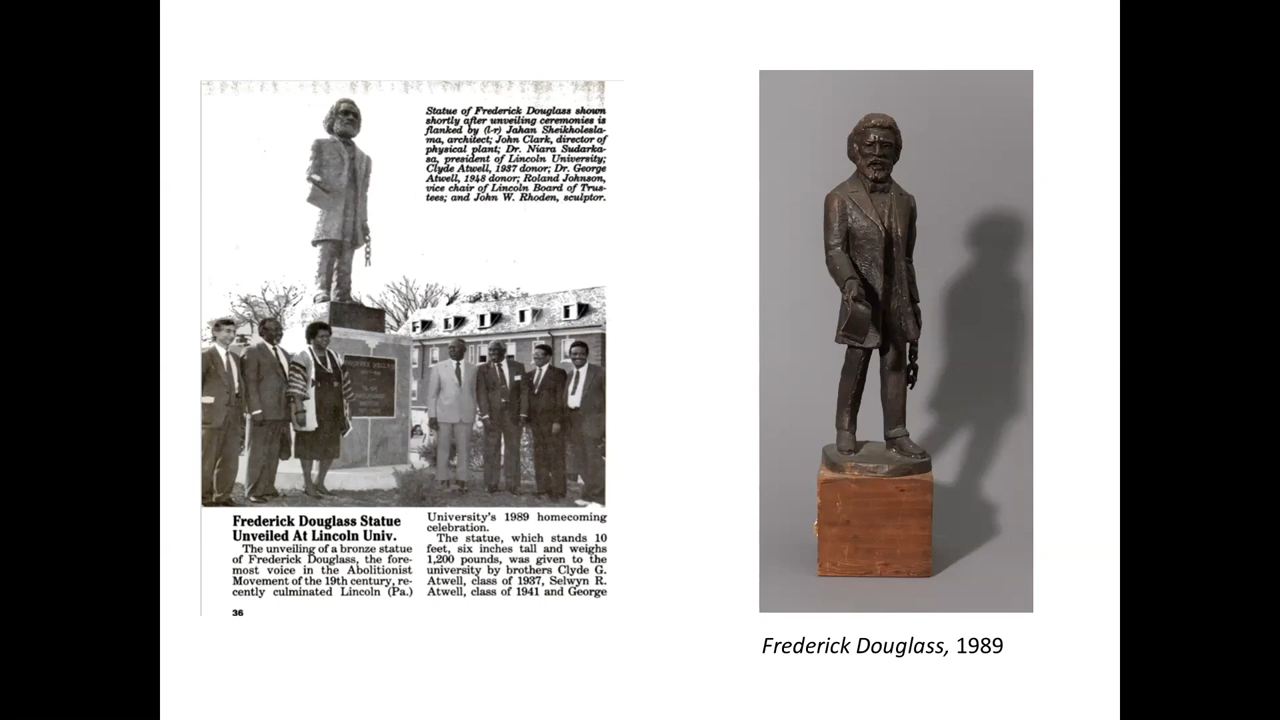 Statue of Frederick Douglass shown
shortly after unveiling ceremonies is
flanked by (l-r) Jahan Sheikholesla-
ma, architect; John Clark, director of
physical plant; Dr. Niara Sudarka-
sa, president of Lincoln University;
Clyde Atwell, 1937 donor; Dr. George
Atwell, 1948 donor; Roland Johnson,
vice chair of Lincoln Board of Trus-
tees; and John W. Rhoden, sculptor.
Frederick Douglass Statue
Unveiled At Lincoln Univ.
The unveiling of a bronze statue
of Frederick Douglass, the fore-
most voice in the Abolitionist
Movement of the 19th century, re-
cently culminated Lincoln (Pa.)
University's 1989 homecoming
celebration.
The statue, which stands 10
feet, six inches tall and weighs
1,200 pounds, was given to the
university by brothers Clyde G.
Atwell, class of 1937, Selwyn R.
Atwell, class of 1941 and George
36
Frederick Douglass, 1989